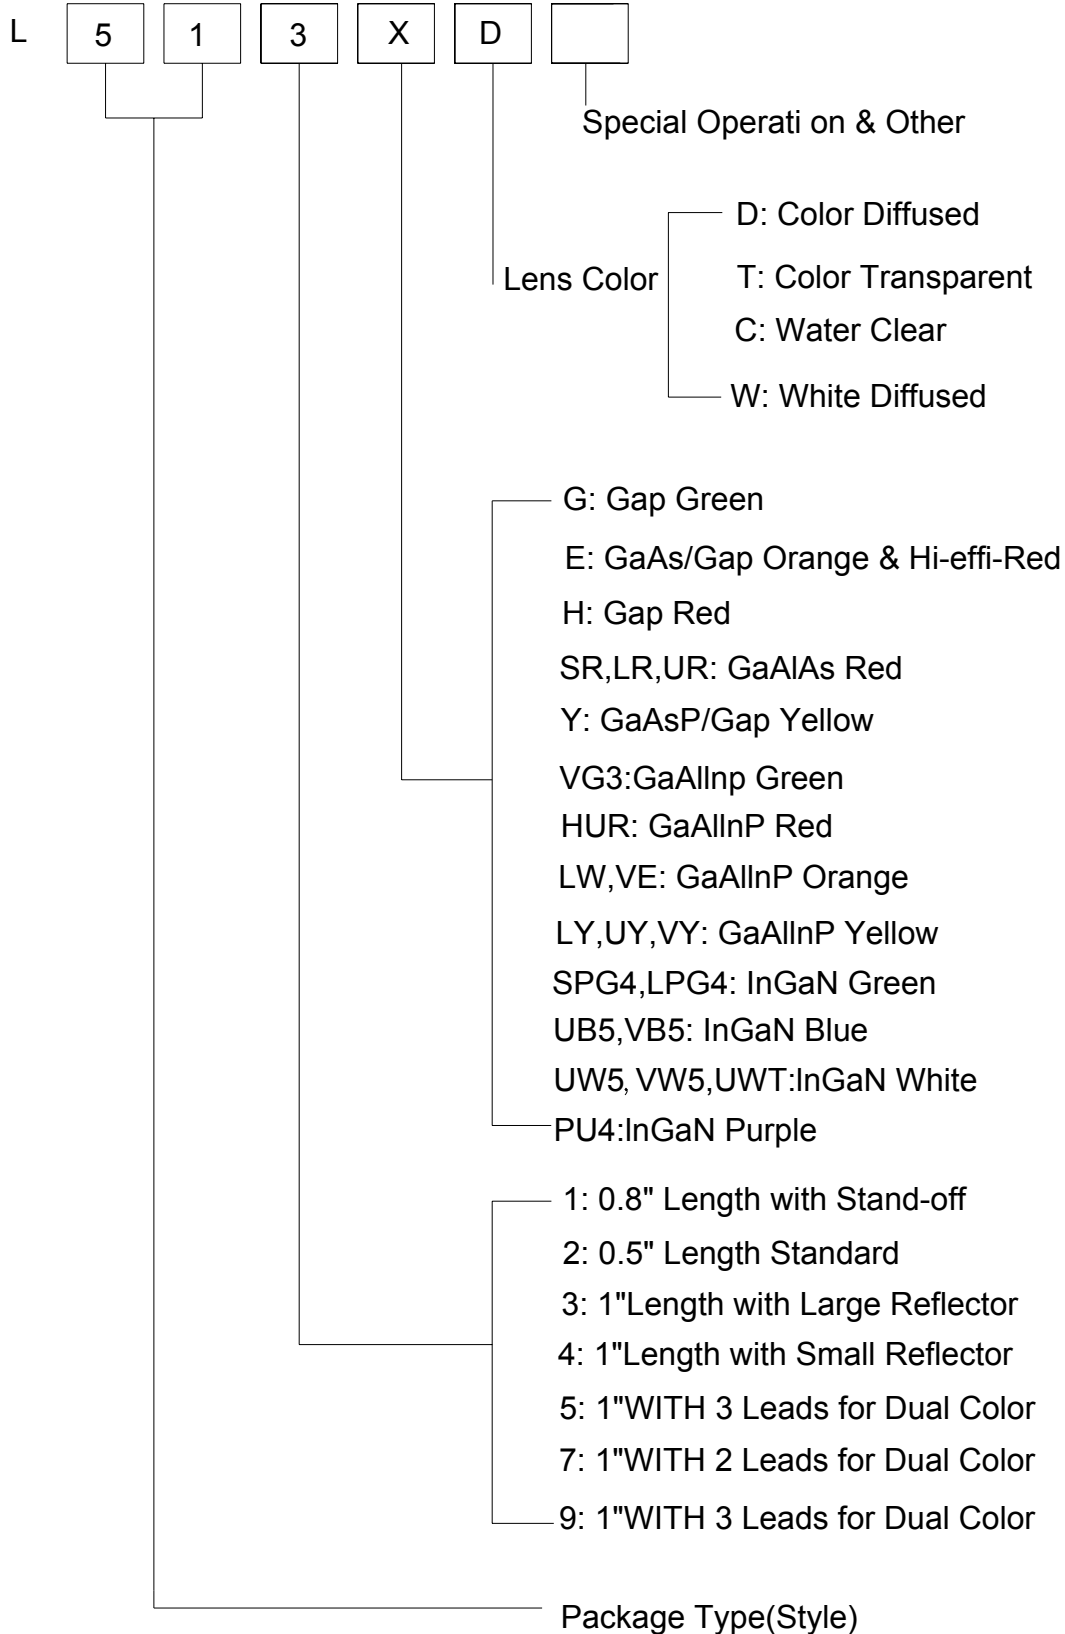 L 5 1 3 X D
Special Operati on & Other
D: Color Diffused
Lens Color
T: Color Transparent
C: Water Clear
W: White Diffused
G: Gap Green
E: GaAs/Gap Orange & Hi-effi-Red
H: Gap Red
SR,LR,UR: GaAlAs Red
Y: GaAsP/Gap Yellow
VG3:GaAllnp Green
HUR: GaAllnP Red
LW,VE: GaAllnP Orange
LY,UY,VY: GaAllnP Yellow
SPG4,LPG4: InGaN Green
UB5,VB5: InGaN Blue
UW5, VW5,UWT:InGaN White
PU4:InGaN Purple
1: 0.8" Length with Stand-off
2: 0.5" Length Standard
3: 1"Length with Large Reflector
4: 1"Length with Small Reflector
5: 1"WITH 3 Leads for Dual Color
7: 1"WITH 2 Leads for Dual Color
9: 1"WITH 3 Leads for Dual Color
Package Type(Style)